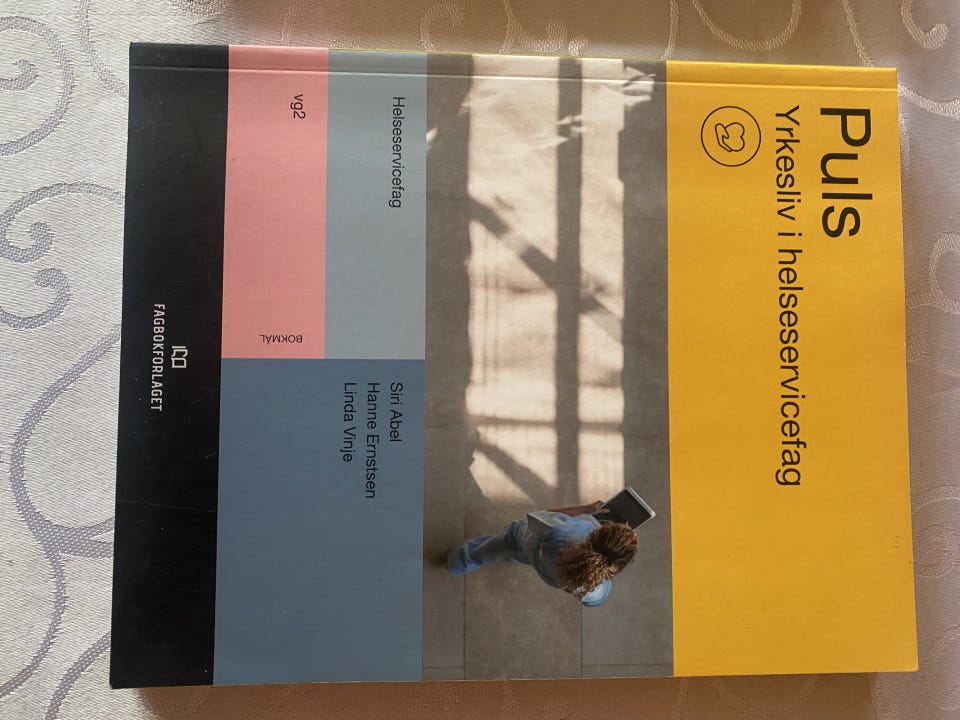 Puls
Yrkesliv i helseservicefag
Helseservicefag
Siri Abel
Hanne Ernstsen
Linda Vinje
vg2
BOKMÅL
FAGBOKFORLAGET